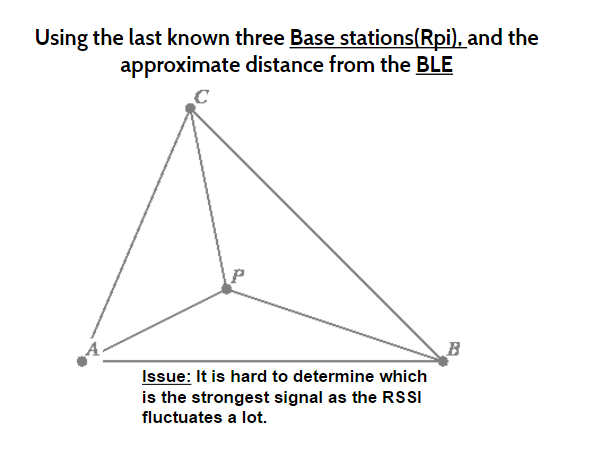 Using the last known three Base stations(Rpi), and the
approximate distance from the BLE
C
P
A
B
Issue: It is hard to determine which
is the strongest signal as the RSSI
fluctuates a lot.